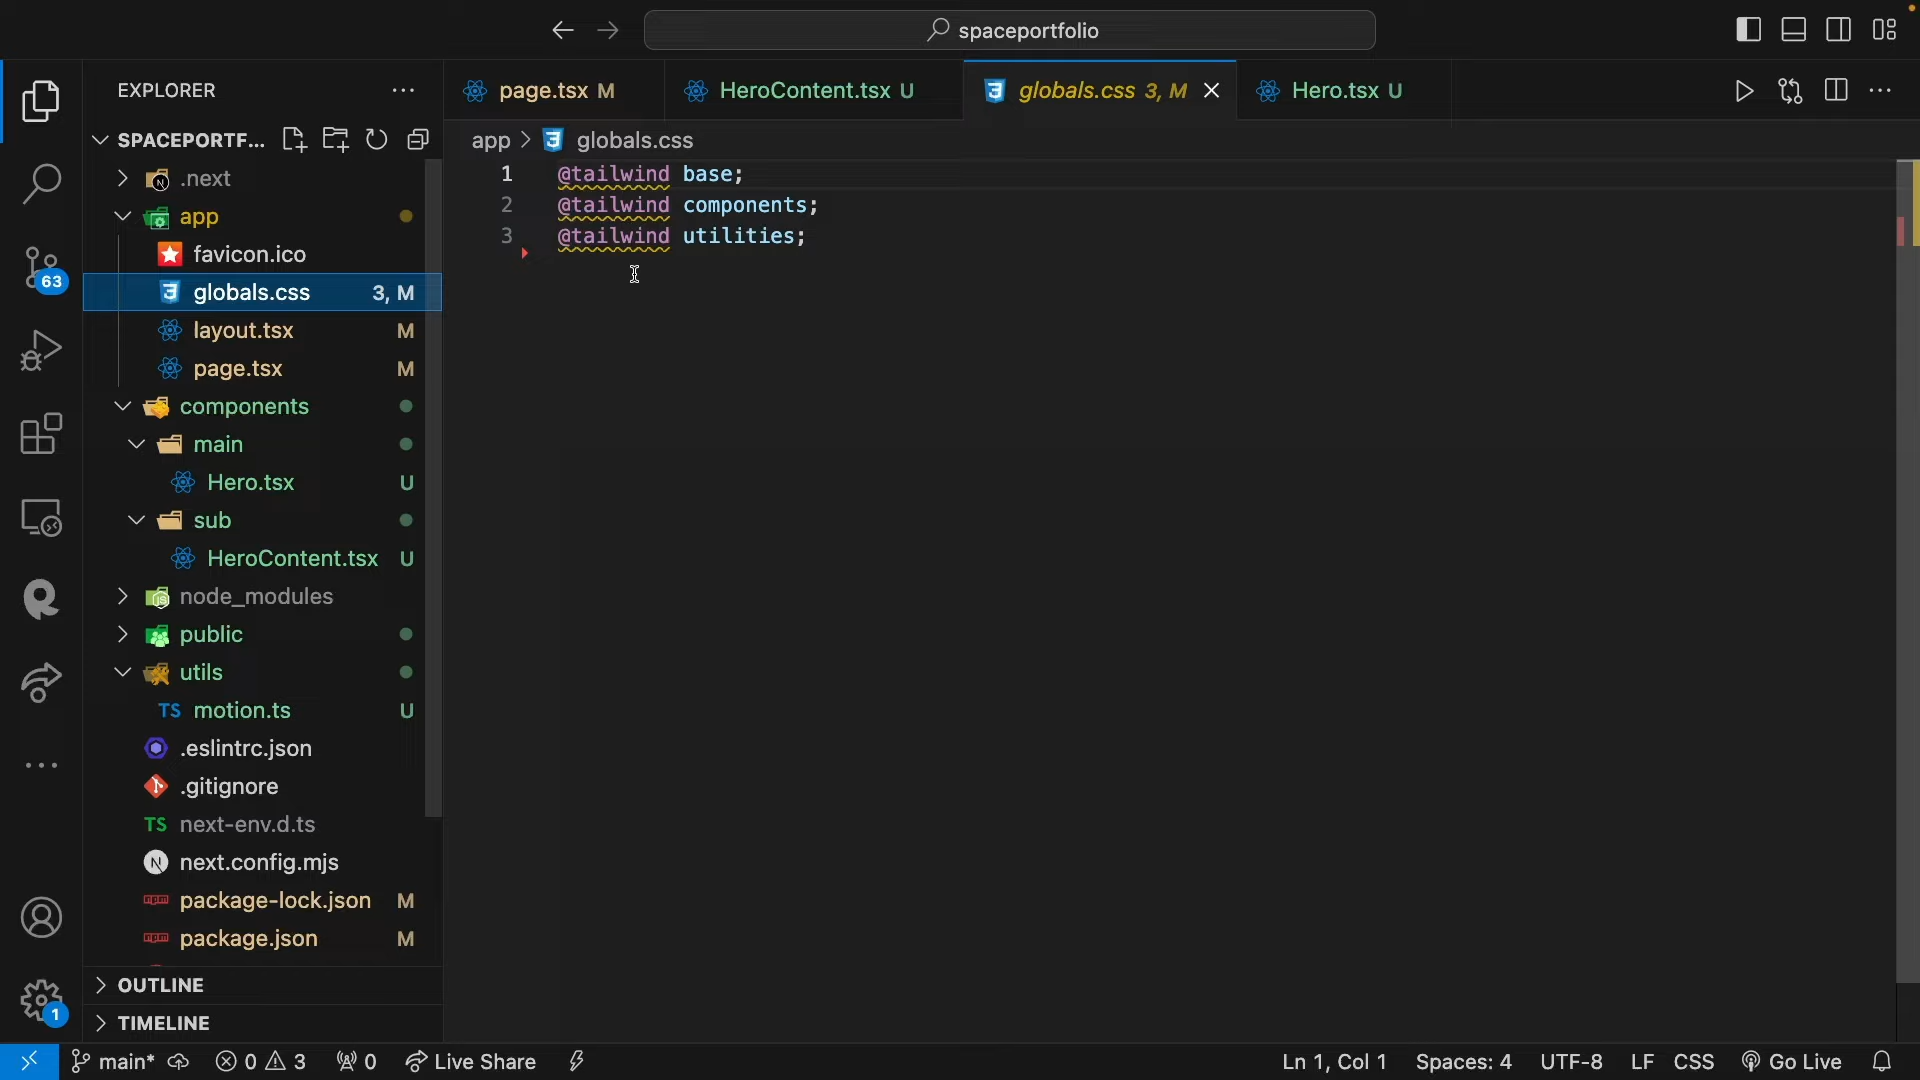 spaceportfolio
EXPLORER
page.tsx M
HeroContent.tsx U
globals.css 3, M
Hero.tsx U
SPACEPORTF...
app > globals.css
.next
app
favicon.ico
globals.css 3, M
layout.tsx M
page.tsx M
components
main
Hero.tsx U
sub
HeroContent.tsx U
node_modules
public
utils
TS motion.ts U
.eslintrc.json
.gitignore
TS next-env.d.ts
N next.config.mjs
package-lock.json M
package.json M
OUTLINE
TIMELINE
63
1
1 @tailwind base;
2 @tailwind components;
3 @tailwind utilities;
main* 0 3 0 Live Share Ln 1, Col 1 Spaces: 4 UTF-8 LF CSS Go Live